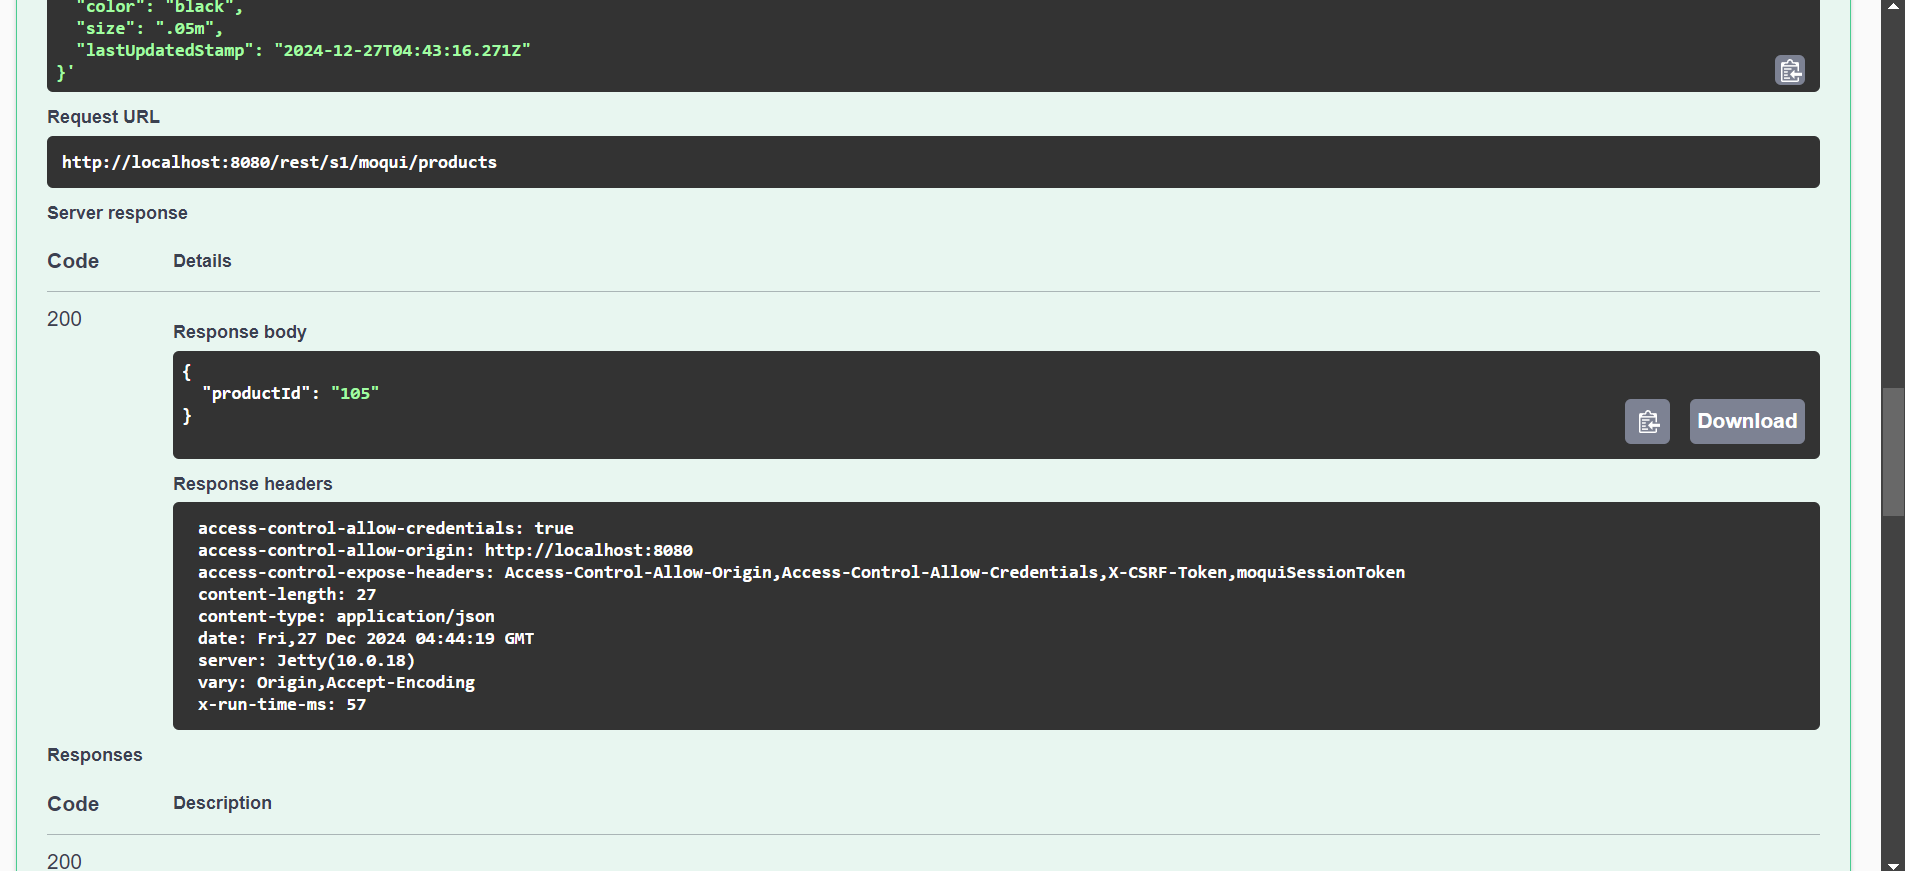 "color": "black",
"size": ".05m",
"lastUpdatedStamp": "2024-12-27T04:43:16.271Z"
}'
Request URL
http://localhost:8080/rest/s1/moqui/products
Server response
Code Details
200
Response body
{
"productId": "105"
}
Download
Response headers
access-control-allow-credentials: true
access-control-allow-origin: http://localhost:8080
access-control-expose-headers: Access-Control-Allow-Origin,Access-Control-Allow-Credentials,X-CSRF-Token,moquiSessionToken
content-length: 27
content-type: application/json
date: Fri,27 Dec 2024 04:44:19 GMT
server: Jetty(10.0.18)
vary: Origin,Accept-Encoding
x-run-time-ms: 57
Responses
Code Description
200